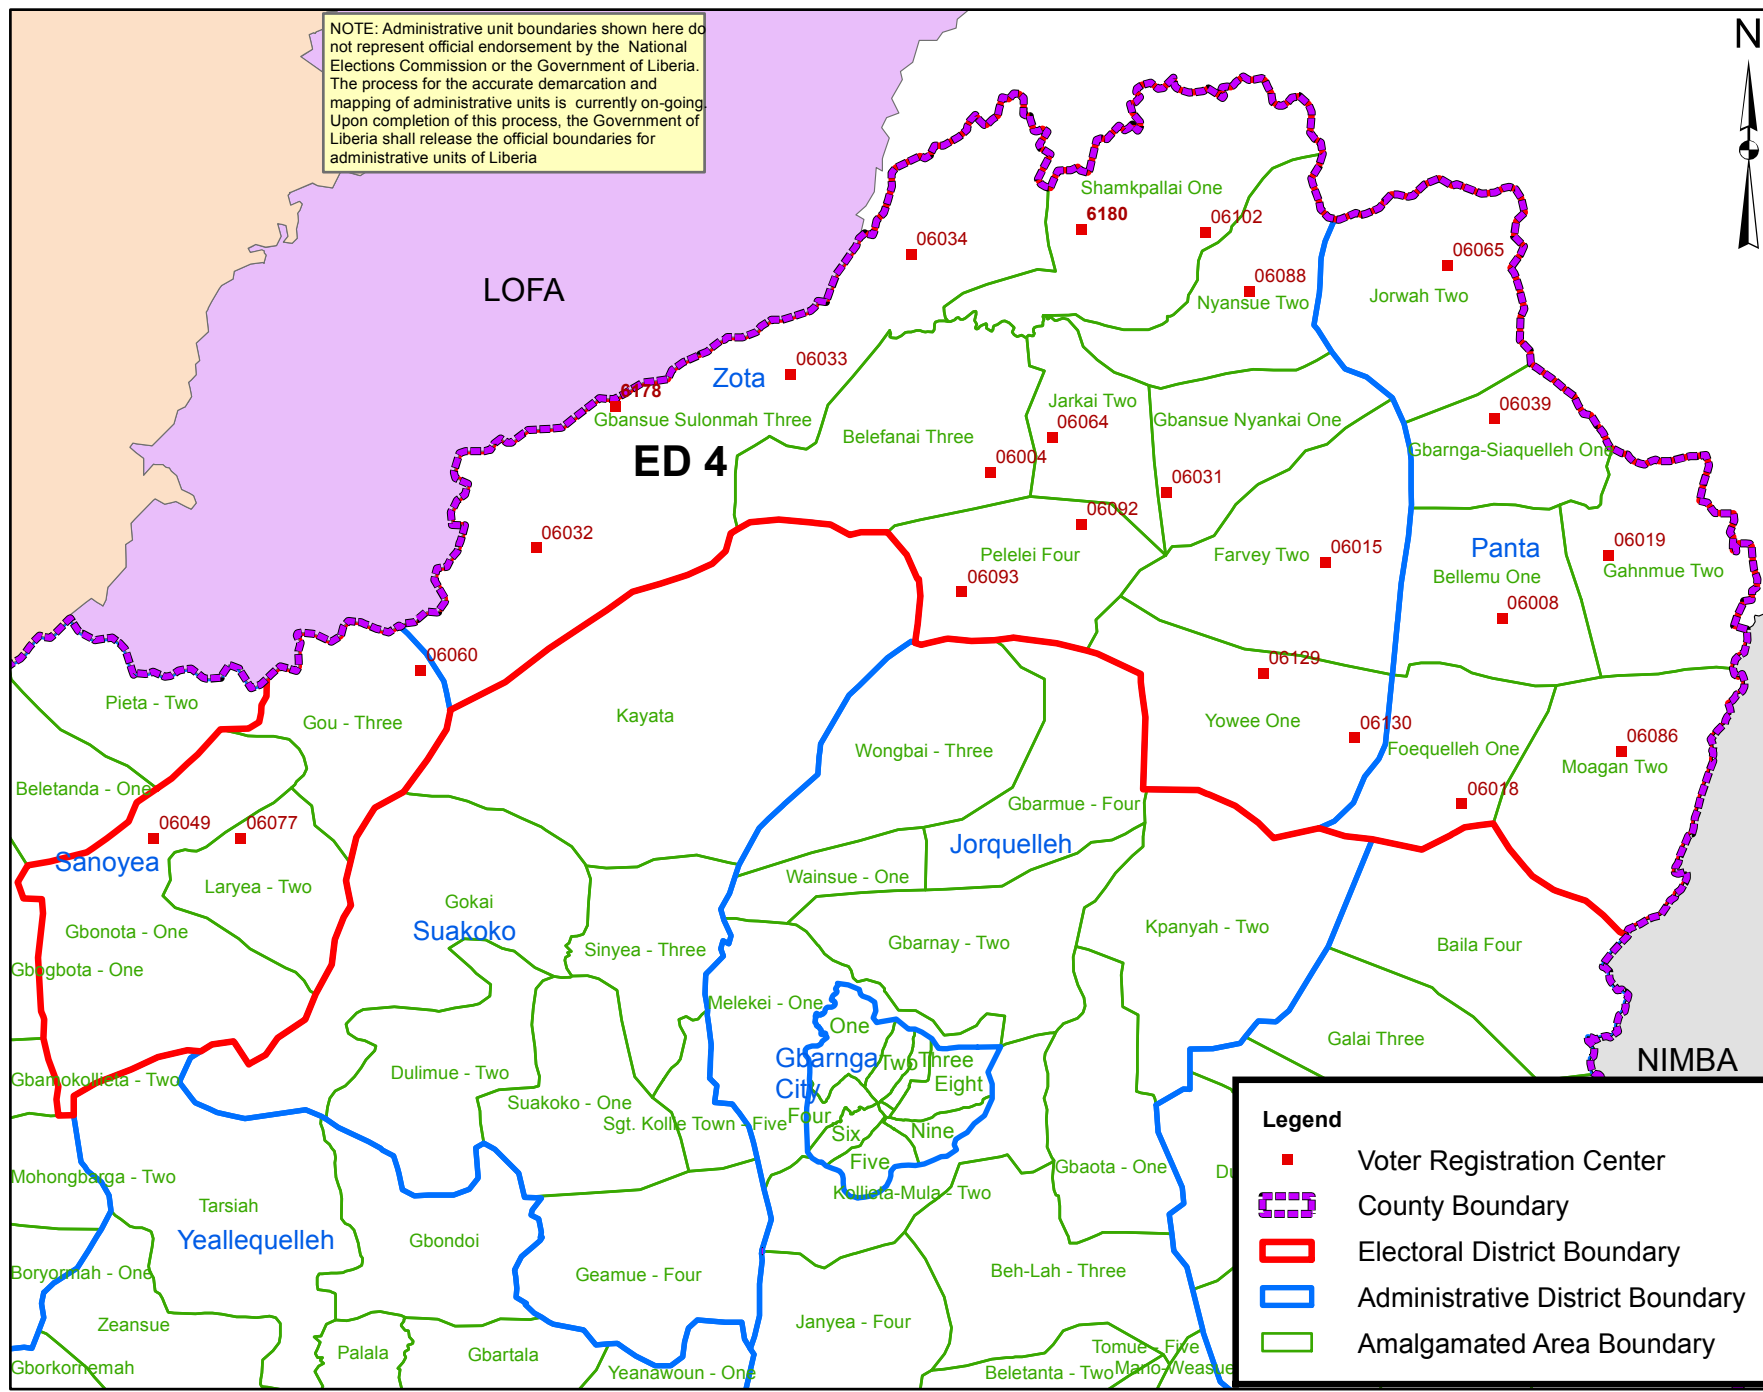 NOTE: Administrative unit boundaries shown here do
not represent official endorsement by the National
Elections Commission or the Government of Liberia.
The process for the accurate demarcation and
mapping of administrative units is currently on-going.
Upon completion of this process, the Government of
Liberia shall release the official boundaries for
administrative units of Liberia
N
Shamkpallai One
6180
06102
06034
06065
LOFA
06088
Nyansue Two
Jorwah Two
06033
Zota
6178
Gbansue Sulonmah Three
Jarkai Two
06064
Gbansue Nyankai One
06039
Belefanai Three
Gbarnga-Siaquelleh One
ED 4
06004
06031
06092
06032
Pelelei Four
Farvey Two
06015
Panta
06019
Gahnmue Two
Bellemu One
06093
06008
06060
06129
Pieta - Two
Gou - Three
Kayata
Yowee One
06130
Wongbai - Three
Foequelleh One
06086
Moagan Two
Beletanda - One
Gbarmue - Four
06018
06049
06077
Sanoyea
Jorquelleh
Laryea - Two
Wainsue - One
Gokai
Suakoko
Gbonota - One
Kpanyah - Two
Gbarnay - Two
Baila Four
Sinyea - Three
Gbogbota - One
Melekei - One
One
Galai Three
Gbarnga
City
Two
Three
NIMBA
Eight
Gbamokollieta - Two
Dulimue - Two
Suakoko - One
Sgt. Kollie Town - Five
Four
Six
Nine
Five
Gbaota - One
Du
Mohongbarga - Two
Kollieta-Mula - Two
Tarsiah
Yeallequelleh
Gbondoi
Boryormah - One
Geamue - Four
Beh-Lah - Three
Zeansue
Janyea - Four
Palala
Gbartala
Tomue - Five
Gborkornemah
Yeanawoun - One
Beletanta - Two
Mano-Weasue
Legend
Voter Registration Center
County Boundary
Electoral District Boundary
Administrative District Boundary
Amalgamated Area Boundary